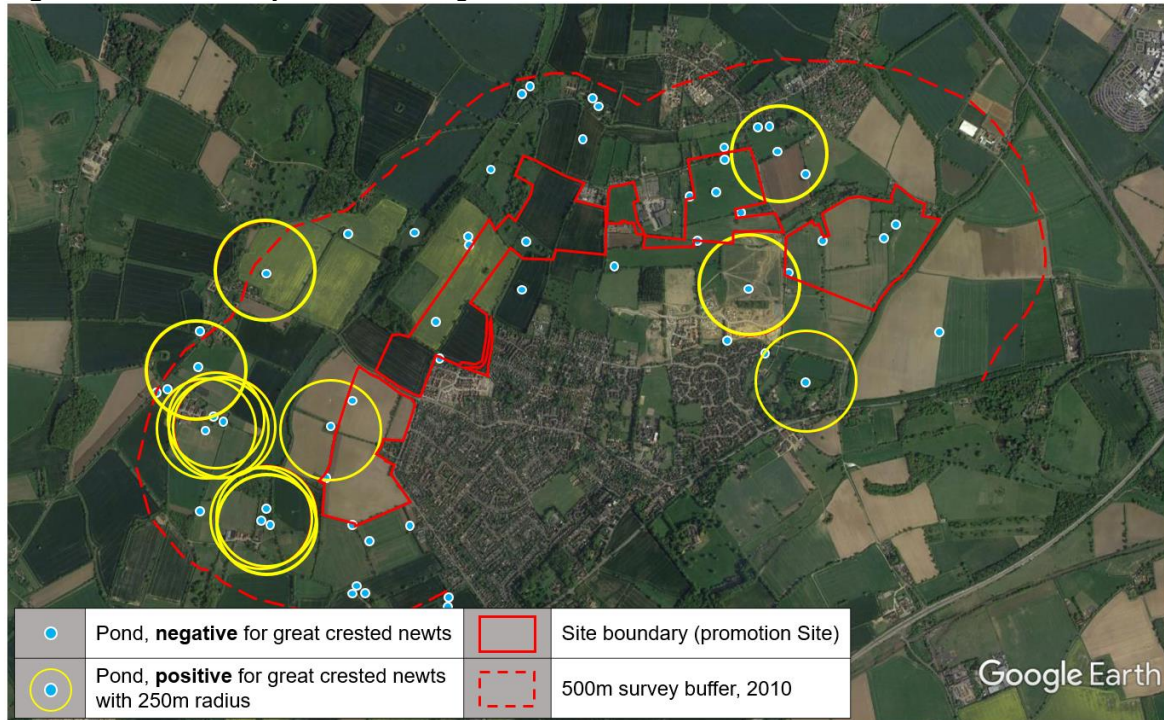 Pond, negative for great crested newts
Site boundary (promotion Site)
Pond, positive for great crested newts
with 250m radius
500m survey buffer, 2010
Google Earth